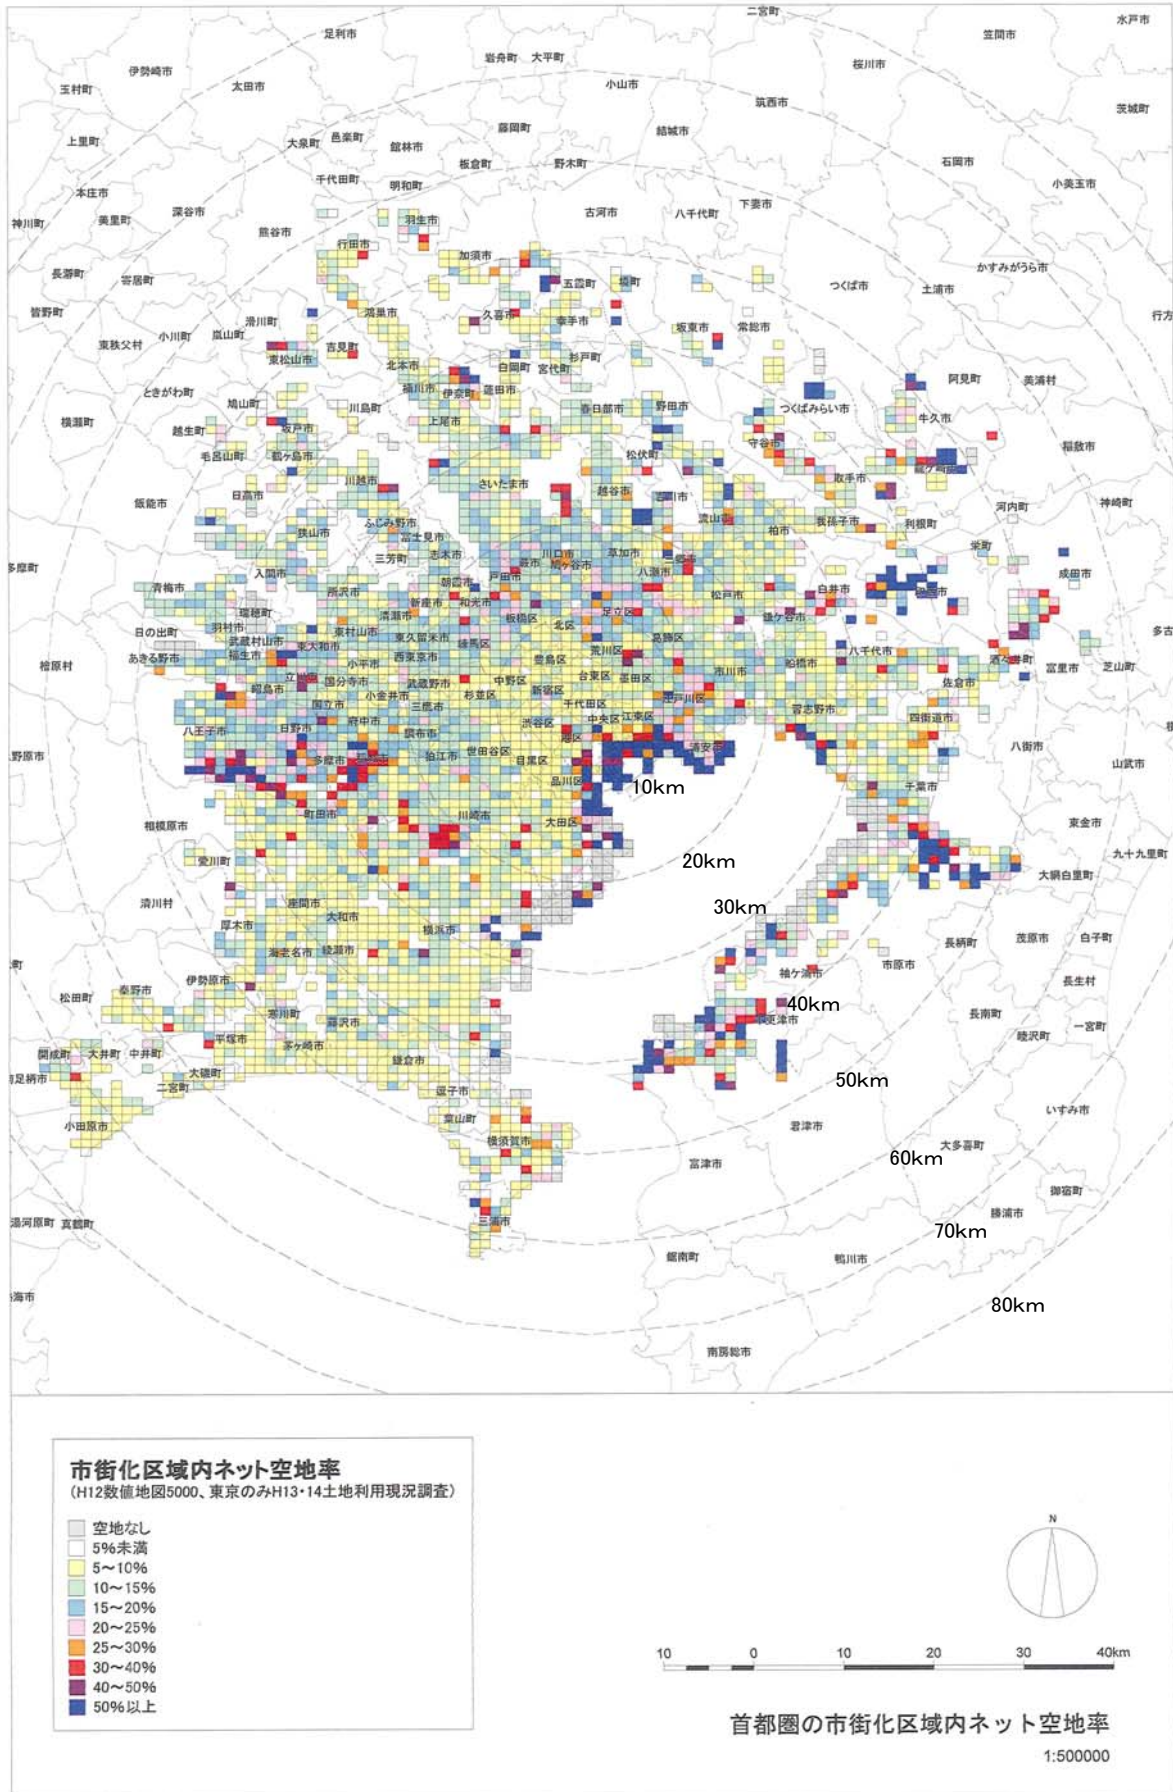 二宮町
水戸市
足利市
笠間市
岩舟町
大平町
桜川市
伊勢崎市
太田市
小山市
玉村町
筑西市
茨城町
藤岡町
結城市
上里町
大泉町
邑楽町
館林市
板倉町
野木町
石岡市
千代田町
明和町
小美玉市
本庄市
神川町
美里町
深谷市
羽生市
古河市
八千代町
下妻市
熊谷市
行田市
加須市
長瀞町
寄居町
五霞町
境町
つくば市
かすみがうら市
土浦市
皆野町
滑川町
鴻巣市
久喜市
幸手市
坂東市
常総市
行方
東秩父村
小川町
嵐山町
東松山市
吉見町
北本市
白岡町
宮代町
杉戸町
ときがわ町
桶川市
伊奈町
蓮田市
阿見町
美浦村
横瀬町
鳩山町
川島町
上尾市
春日部市
野田市
つくばみらい市
牛久市
越生町
坂戸市
守谷市
稲敷市
毛呂山町
鶴ヶ島市
松伏町
飯能市
日高市
川越市
さいたま市
越谷市
吉川市
取手市
河内町
神崎町
狭山市
ふじみ野市
富士見市
流山市
柏市
我孫子市
利根町
多摩町
三芳町
志木市
川口市
草加市
栄町
成田市
青梅市
入間市
所沢市
朝霞市
戸田市
蕨市
鳩ヶ谷市
八潮市
三郷市
松戸市
白井市
瑞穂町
新座市
和光市
清瀬市
板橋区
足立区
鎌ケ谷市
日の出町
羽村市
武蔵村山市
東村山市
東久留米市
練馬区
北区
葛飾区
多古
檜原村
あきる野市
福生市
東大和市
小平市
西東京市
豊島区
荒川区
船橋市
八千代市
酒々井町
富里市
芝山町
昭島市
立川市
国分寺市
武蔵野市
中野区
台東区
墨田区
市川市
佐倉市
国立市
小金井市
三鷹市
杉並区
新宿区
千代田区
江戸川区
習志野市
四街道市
八王子市
日野市
府中市
調布市
渋谷区
中央区
江東区
港区
浦安市
八街市
山武市
野原市
多摩市
狛江市
世田谷区
目黒区
品川区
10km
千葉市
町田市
川崎市
大田区
東金市
相模原市
愛川町
20km
九十九里町
大網白里町
清川村
座間市
大和市
30km
厚木市
横浜市
長柄町
茂原市
白子町
海老名市
綾瀬市
袖ケ浦市
市原市
長生村
伊勢原市
松田町
秦野市
寒川町
藤沢市
40km
木更津市
長南町
睦沢町
一宮町
開成町
大井町
中井町
平塚市
茅ヶ崎市
鎌倉市
大磯町
二宮町
逗子市
50km
葉山町
いすみ市
小田原市
横須賀市
君津市
大多喜町
60km
富津市
御宿町
湯河原町
真鶴町
三浦市
勝浦市
70km
鋸南町
鴨川市
80km
南房総市
市街化区域内ネット空地率
(H12数値地図5000、東京のみH13・14土地利用現況調査)
空地なし
5%未満
5～10%
10～15%
15～20%
20～25%
25～30%
30～40%
40～50%
50%以上
N
10 0 10 20 30 40km
首都圏の市街化区域内ネット空地率
1:500000